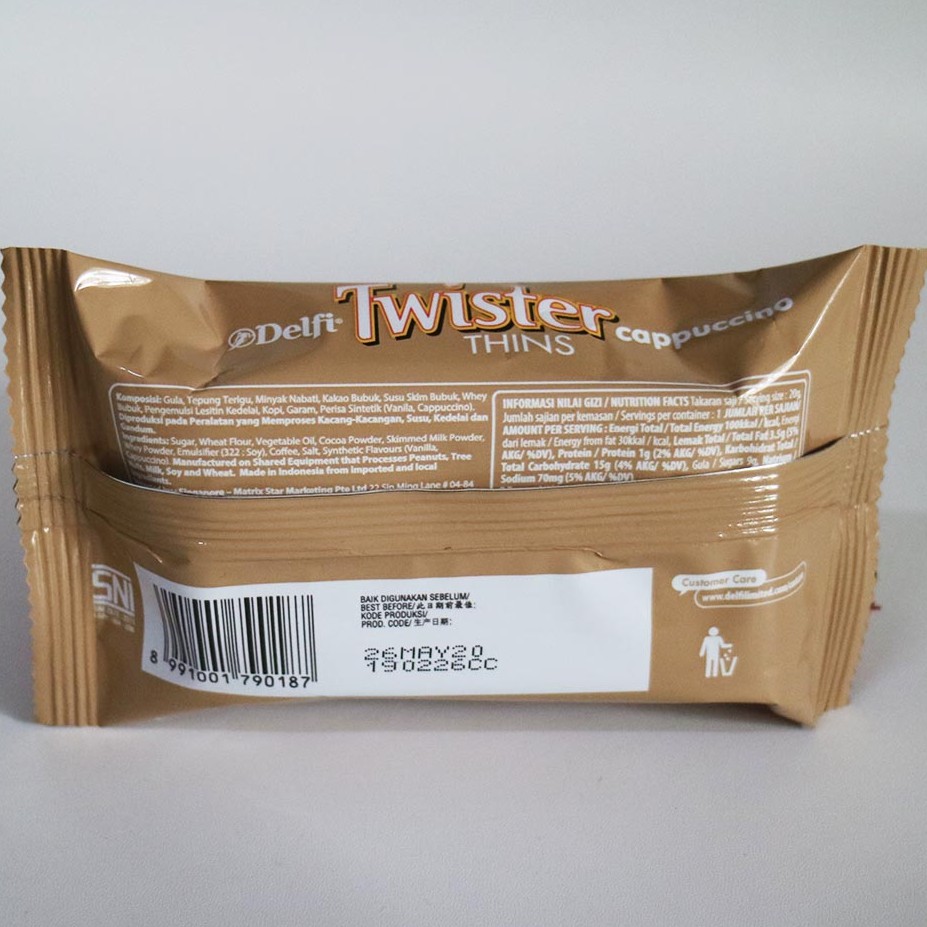 Delfi® Twister cappuccino
THINS
Komposisi: Gula, Tepung Terigu, Minyak Nabati, Kakao Bubuk, Susu Skim Bubuk, Whey
Bubuk, Pengemulsi Lesitin Kedelai, Kopi, Garam, Perisa Sintetik (Vanila, Cappuccino).
Diproduksi pada Peralatan yang Memproses Kacang-Kacangan, Susu, Kedelai dan
Gandum.
Ingredients: Sugar, Wheat Flour, Vegetable Oil, Cocoa Powder, Skimmed Milk Powder,
Powder, Emulsifier (322 : Soy), Coffee, Salt, Synthetic Flavours (Vanilla,
Manufactured on Shared Equipment that Processes Peanuts, Tree
Milk, Soy and Wheat. Made in Indonesia from imported and local
Singapore – Matrix Star Marketing Pte Ltd 22 Sin Ming Lane # 04-84
INFORMASI NILAI GIZI / NUTRITION FACTS Takaran saji / Serving size : 20g
Jumlah sajian per kemasan / Servings per container : 1 JUMLAH PER SAJIAN
AMOUNT PER SERVING : Energi Total / Total Energy 100kkal / kcal, Energi
dari lemak / Energy from fat 30kkal / kcal, Lemak Total / Total Fat 3.5g (5%
AKG/ %DV), Protein / Protein 1g (2% AKG/ %DV), Karbohidrat Total /
Total Carbohydrate 15g (4% AKG/ %DV), Gula / Sugars 9g, Natrium /
Sodium 70mg (5% AKG/ %DV)
SNI
8 991001 790187
BAIK DIGUNAKAN SEBELUM/
BEST BEFORE/此日期前最佳:
KODE PRODUKSI/
PROD. CODE/生产日期:
26MAY20
190226CC
Customer Care